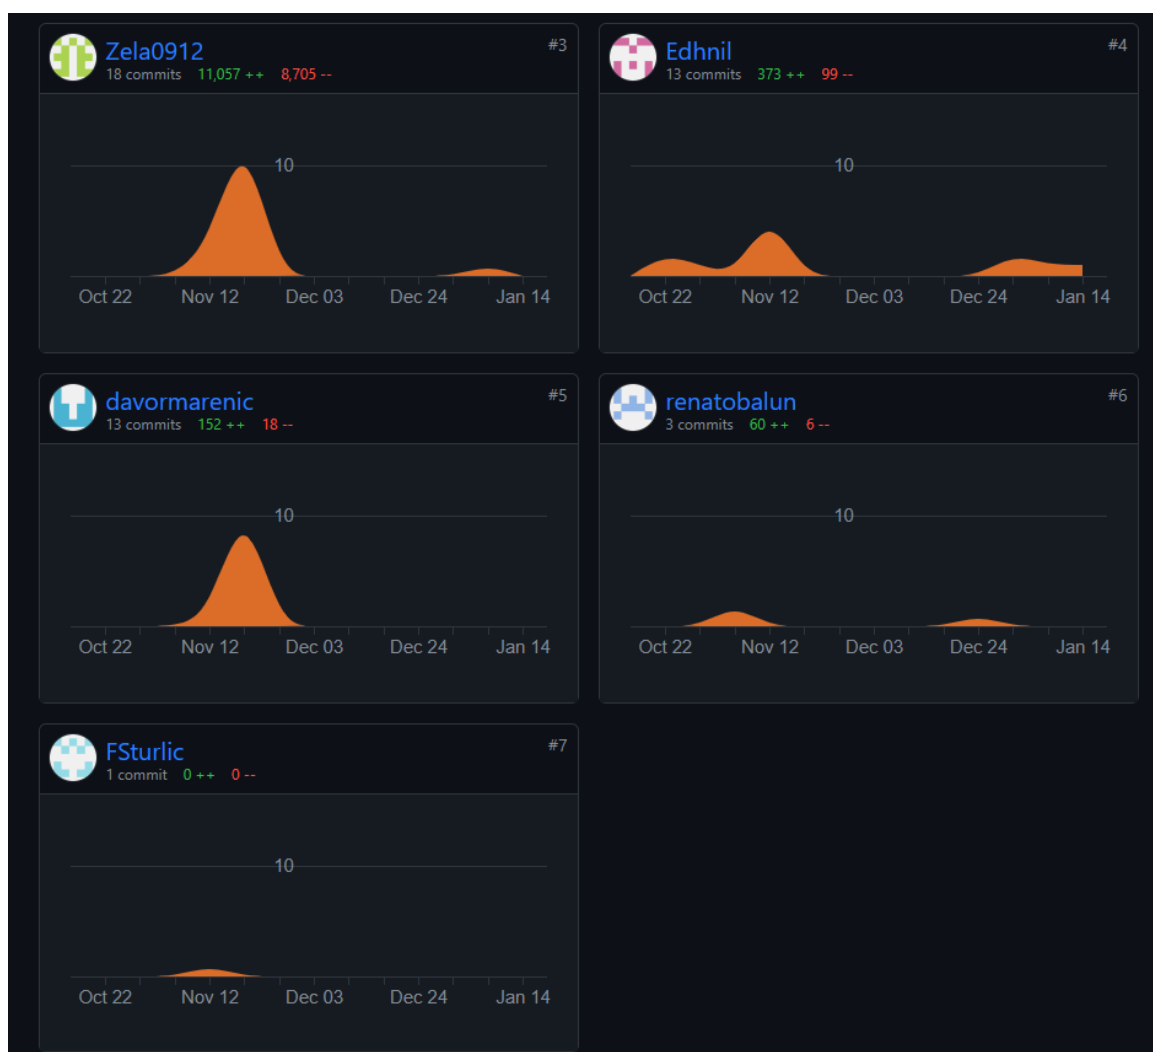 Zela0912 #3
18 commits 11,057 ++ 8,705 --
10
Oct 22 Nov 12 Dec 03 Dec 24 Jan 14
Edhnil #4
13 commits 373 ++ 99 --
10
Oct 22 Nov 12 Dec 03 Dec 24 Jan 14
davormarenic #5
13 commits 152 ++ 18 --
10
Oct 22 Nov 12 Dec 03 Dec 24 Jan 14
renatobalun #6
3 commits 60 ++ 6 --
10
Oct 22 Nov 12 Dec 03 Dec 24 Jan 14
FSturlic #7
1 commit 0 ++ 0 --
10
Oct 22 Nov 12 Dec 03 Dec 24 Jan 14